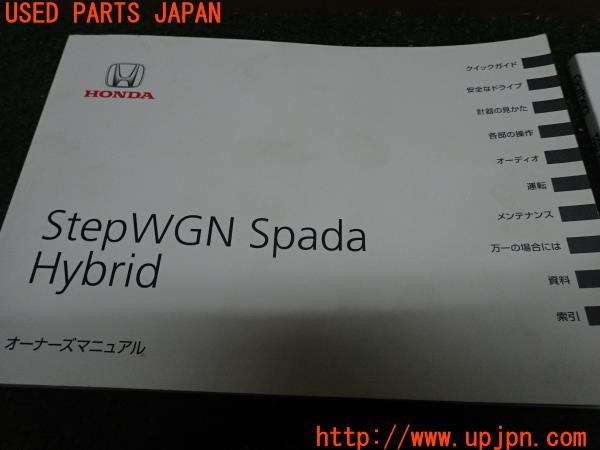 USED PARTS JAPAN
HONDA
クイックガイド
安全なドライブ
計器の見かた
各部の操作
オーディオ
運転
メンテナンス
万一の場合には
資料
索引
StepWGN Spada
Hybrid
オーナーズマニュアル
http://www.upjpn.com